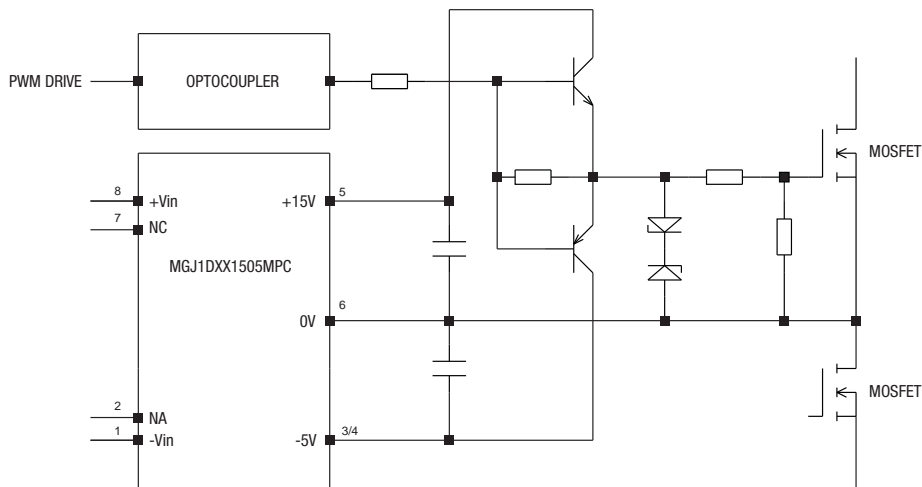 PWM DRIVE
OPTOCOUPLER
MOSFET
8
+Vin
+15V
5
7
NC
MGJ1DXX1505MPC
6
0V
MOSFET
2
NA
1
-Vin
-5V
3/4